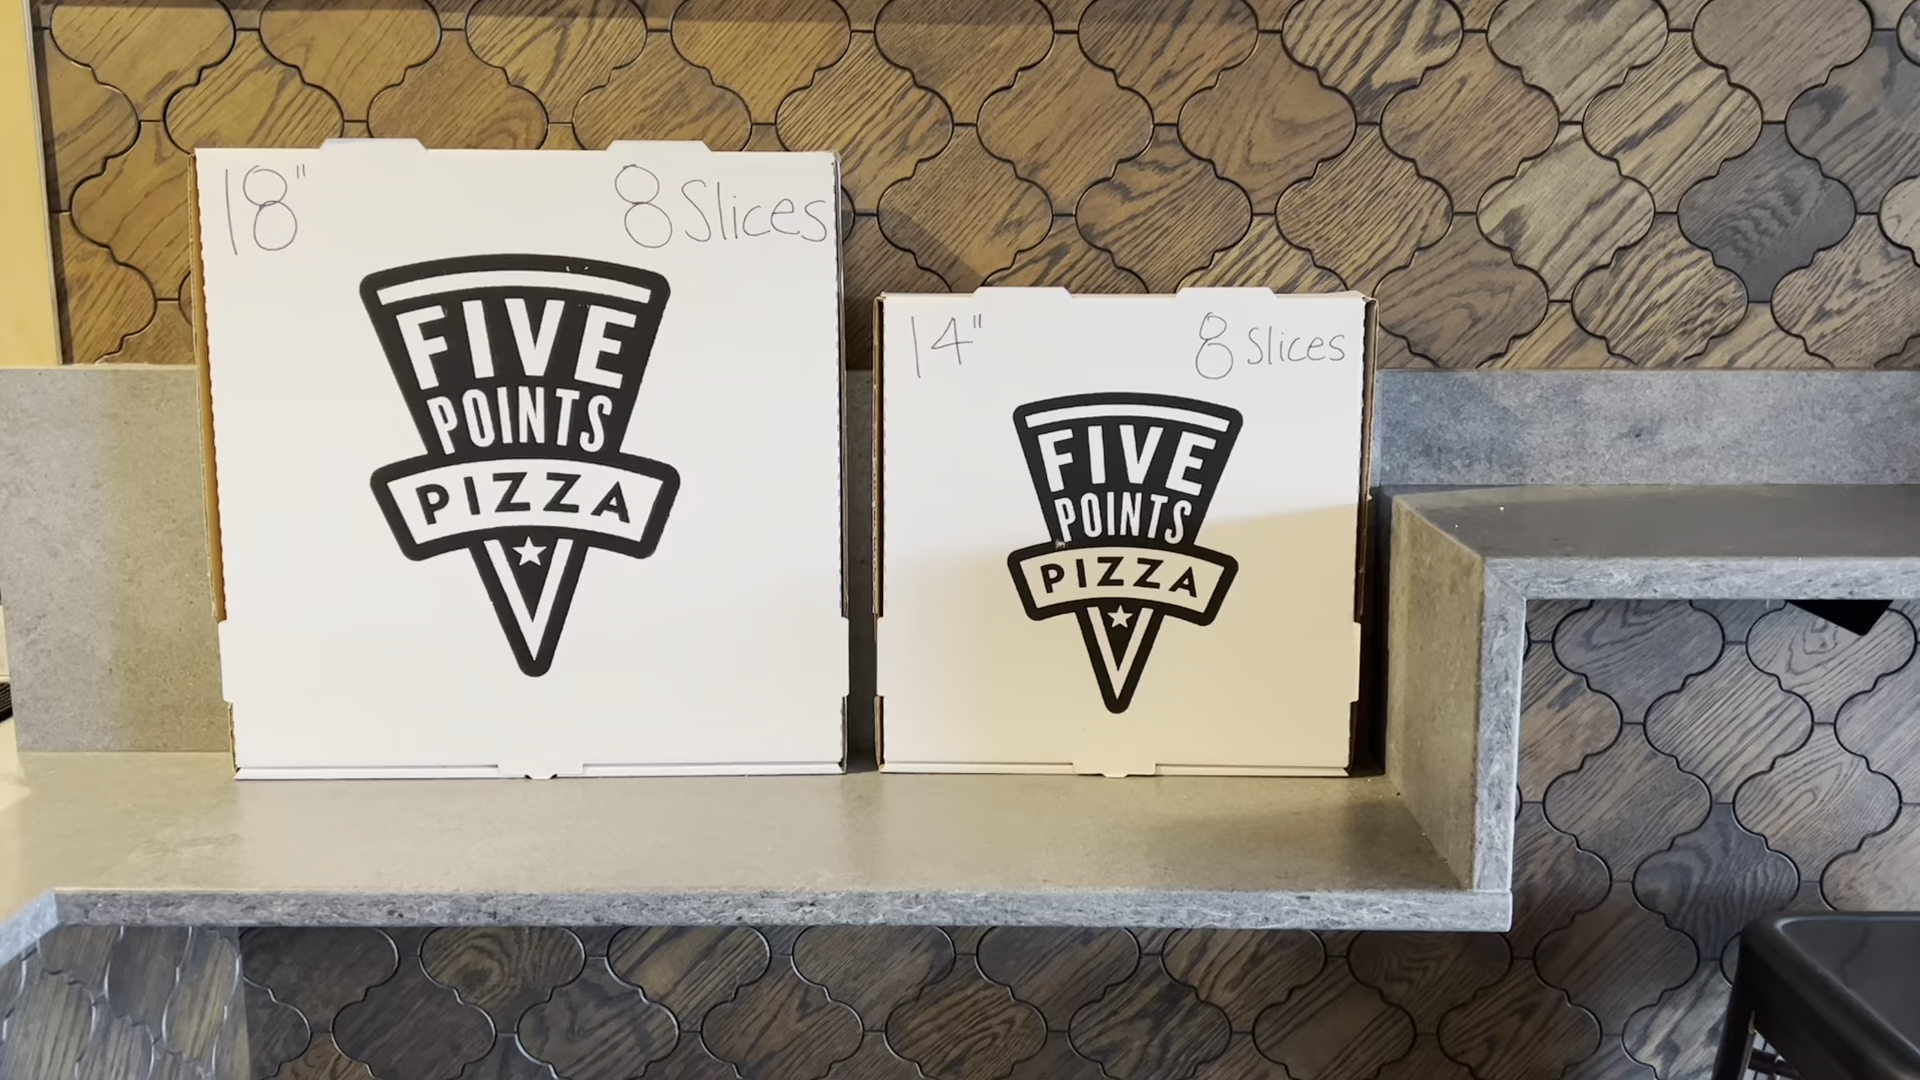 18"
8 Slices
FIVE
POINTS
PIZZA
14"
8 Slices
FIVE
POINTS
PIZZA